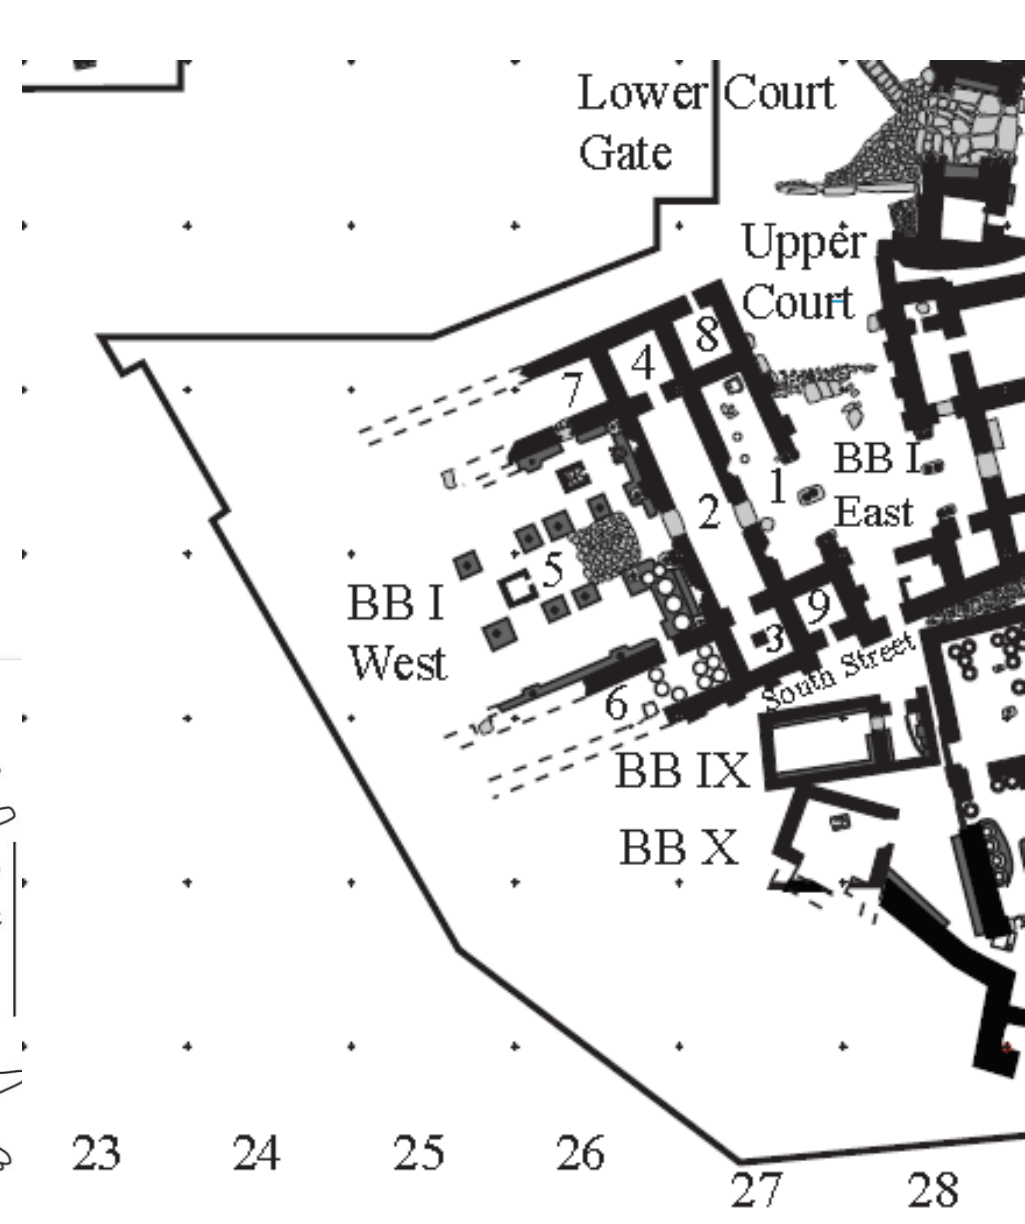 Lower Court
Gate
Upper
Court
8
4
7
BB I
East
1
2
5
BB I
West
9
3
South Street
6
BB IX
BB X
23 24 25 26
27 28